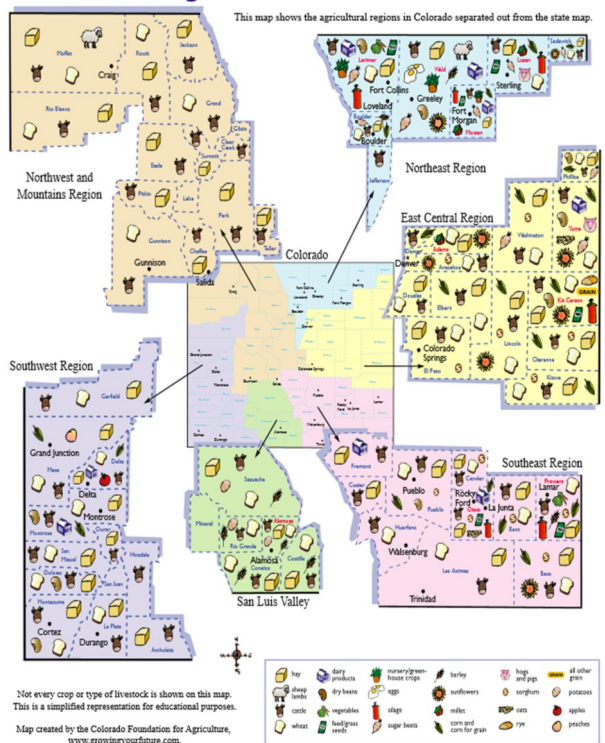 This map shows the agricultural regions in Colorado separated out from the state map.
Moffat
Routt
Jackson
Craig
Rio Blanco
Grand
Gilpin
Clear Creek
Eagle
Summit
Pitkin
Lake
Park
Gunnison
Chaffee
Teller
Gunnison
Salida
Northwest and
Mountains Region
Larimer
Weld
Logan
Sedgwick
Fort Collins
Loveland
Greeley
Sterling
Fort
Morgan
Morgan
Boulder
Boulder
Jefferson
Northeast Region
East Central Region
Phillips
Yuma
Washington
Adams
Denver
Denver
Arapahoe
Douglas
Elbert
Kit Carson
GRAIN
Lincoln
Colorado
Springs
El Paso
Cheyenne
Kiowa
Colorado
Southwest Region
Garfield
Grand Junction
Mesa
Delta
Delta
Montrose
Montrose
Ouray
San
Miguel
Hinsdale
Dolores
San Juan
Montezuma
La Plata
Cortez
Durango
Archuleta
Saguache
Mineral
Rio Grande
Alamosa
Alamosa
Conejos
Costilla
San Luis Valley
Southeast Region
Fremont
Custer
Pueblo
Pueblo
Crowley
Rocky
Ford
Otero
La Junta
Bent
Prowers
Lamar
Huerfano
Walsenburg
Las Animas
Baca
Trinidad
Not every crop or type of livestock is shown on this map.
This is a simplified representation for educational purposes.
Map created by the Colorado Foundation for Agriculture,
www.growingyourfuture.com.
hay
sheep
lambs
cattle
wheat
dairy
products
dry beans
vegetables
feed/grass
seeds
nursery/green-
house crops
eggs
silage
sugar beets
barley
sunflowers
millet
corn and
corn for grain
hogs
and pigs
sorghum
oats
rye
GRAIN
all other
grain
potatoes
apples
peaches